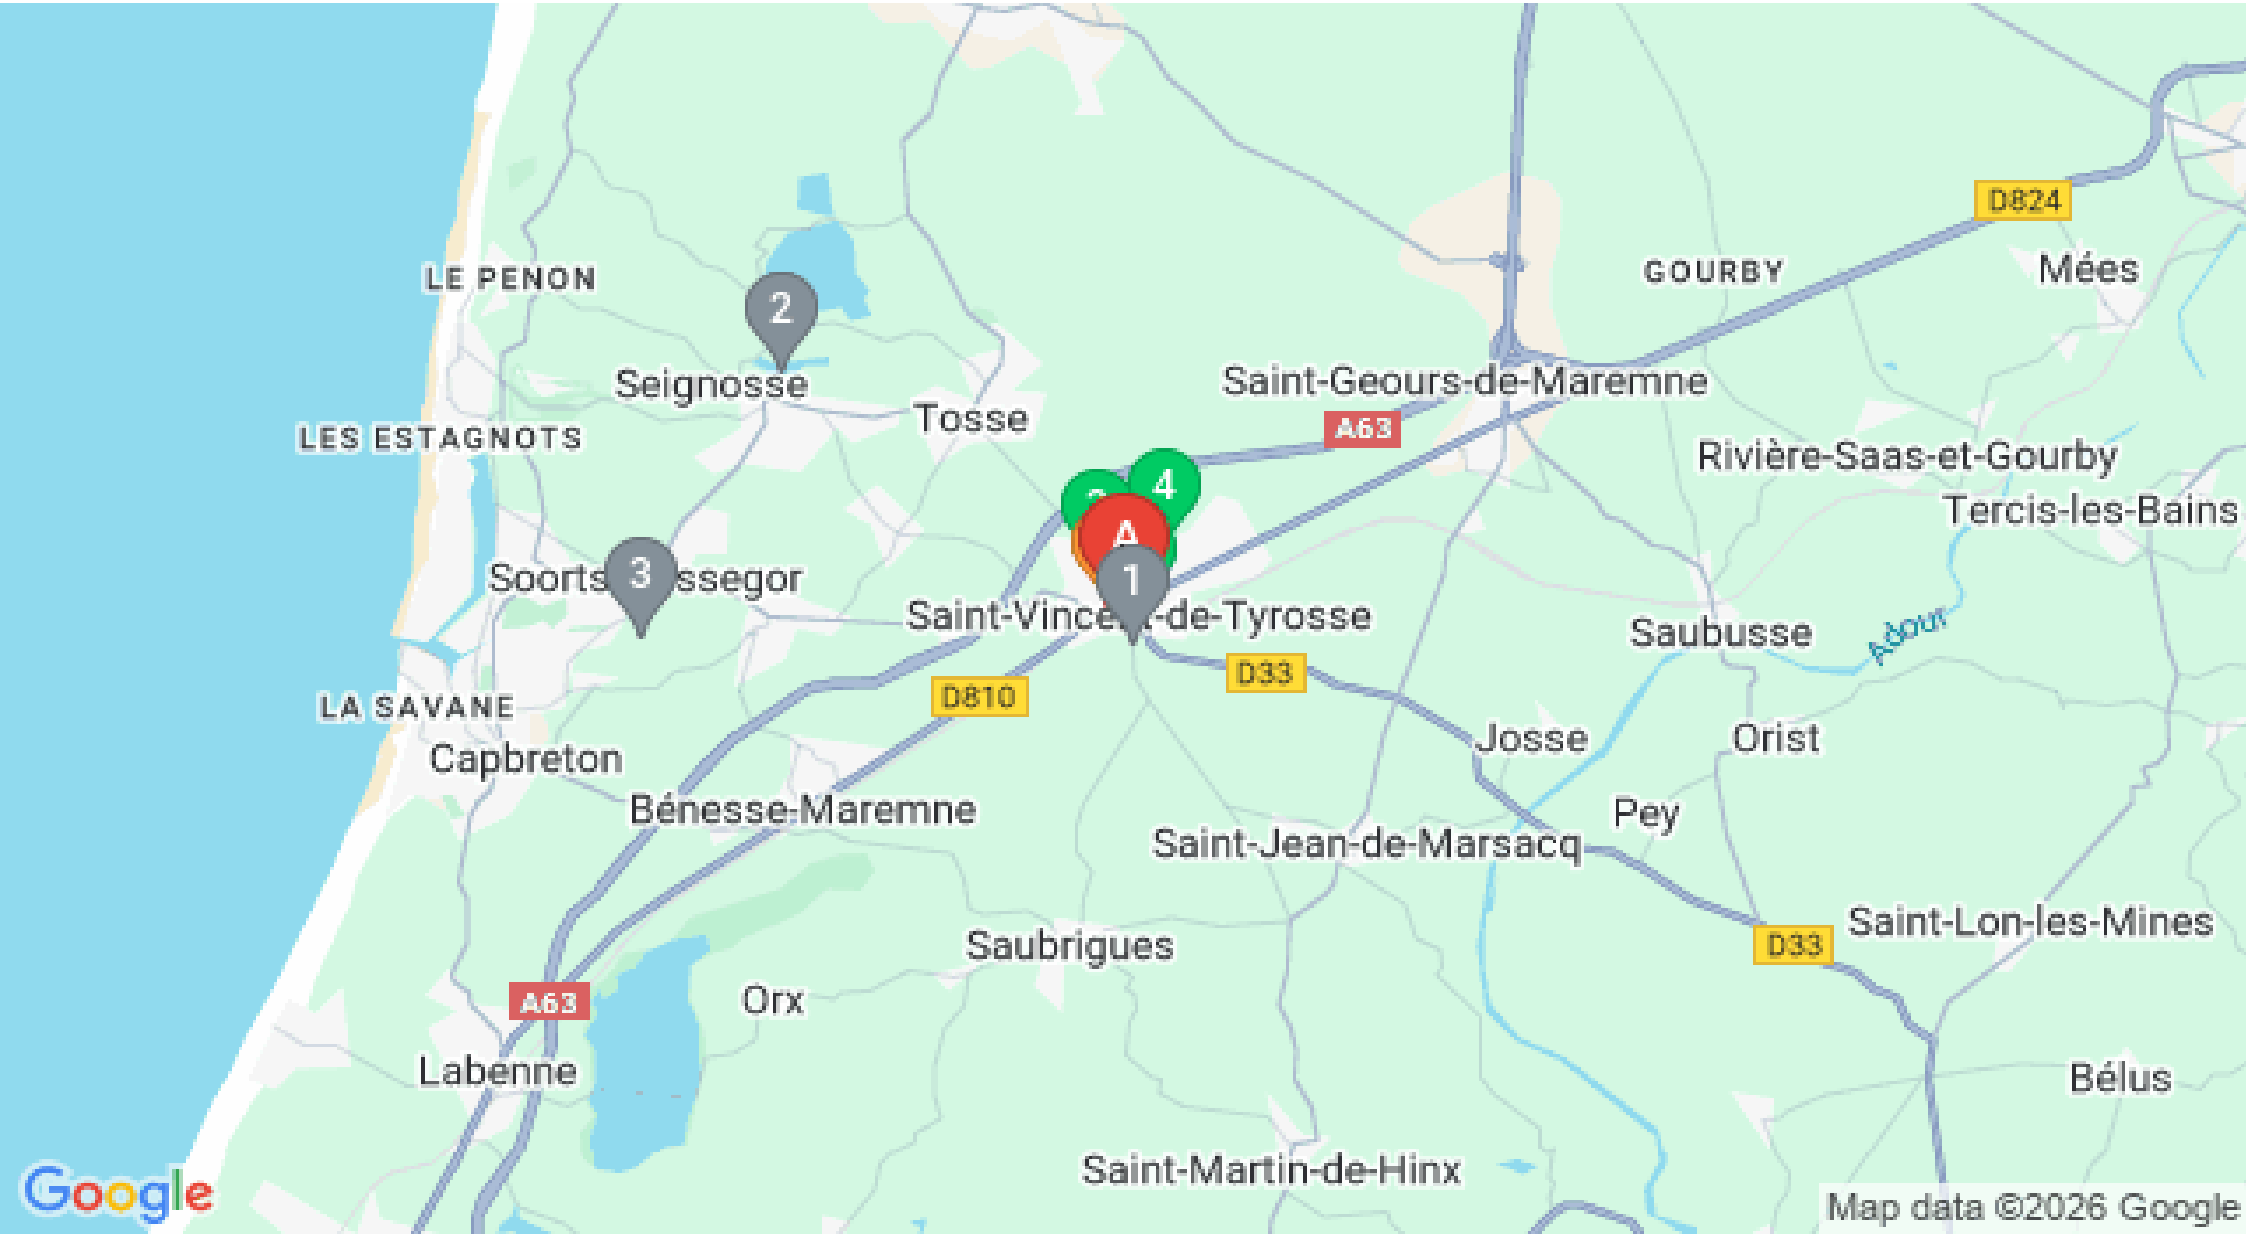 D824
LE PENON
GOURBY
Mées
2
Seignosse
Saint-Geours-de-Maremne
Tosse
A63
LES ESTAGNOTS
Rivière-Saas-et-Gourby
4
Tercis-les-Bains
A
3
1
Soorts
ssegor
Saint-Vincent-de-Tyrosse
Saubusse
Adour
D33
D810
LA SAVANE
Josse
Orist
Capbreton
Bénesse-Maremne
Pey
Saint-Jean-de-Marsacq
Saint-Lon-les-Mines
Saubrigues
D33
A63
Orx
Labenne
Bélus
Saint-Martin-de-Hinx
Google
Map data ©2026 Google